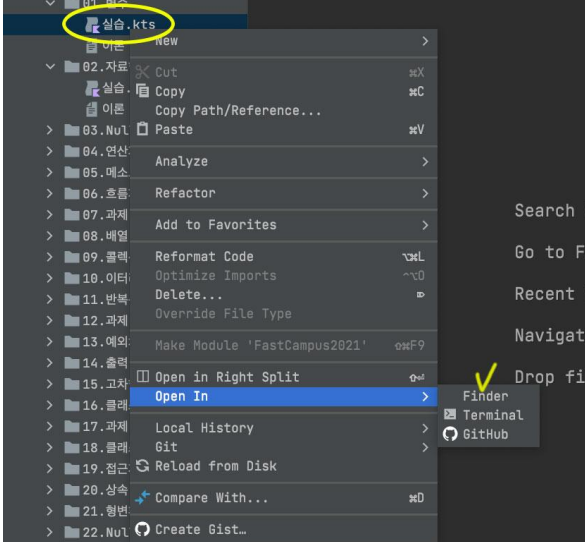 01 변수
실습.kts
이론
02.자료
실습.
이론
03.Nul
04.연산
05.메소
06.흐름
07.과제
08.배열
09.콜렉
10.이터
11.반복
12.과제
13.예외
14.출력
15.고차
16.클래
17.과제
18.클래
19.접근
20.상속
21.형변
22.Nul
New
Cut ⌘X
Copy ⌘C
Copy Path/Reference...
Paste ⌘V
Analyze
Refactor
Add to Favorites
Reformat Code ⌥⌘L
Optimize Imports ^⌥O
Delete... ⌦
Override File Type
Make Module 'FastCampus2021' ⇧⌘F9
Open in Right Split ⇧⏎
Open In
Local History
Git
Reload from Disk
Compare With... ⌘D
Create Gist…
Finder
Terminal
GitHub
Search
Go to F
Recent
Navigat
Drop fi